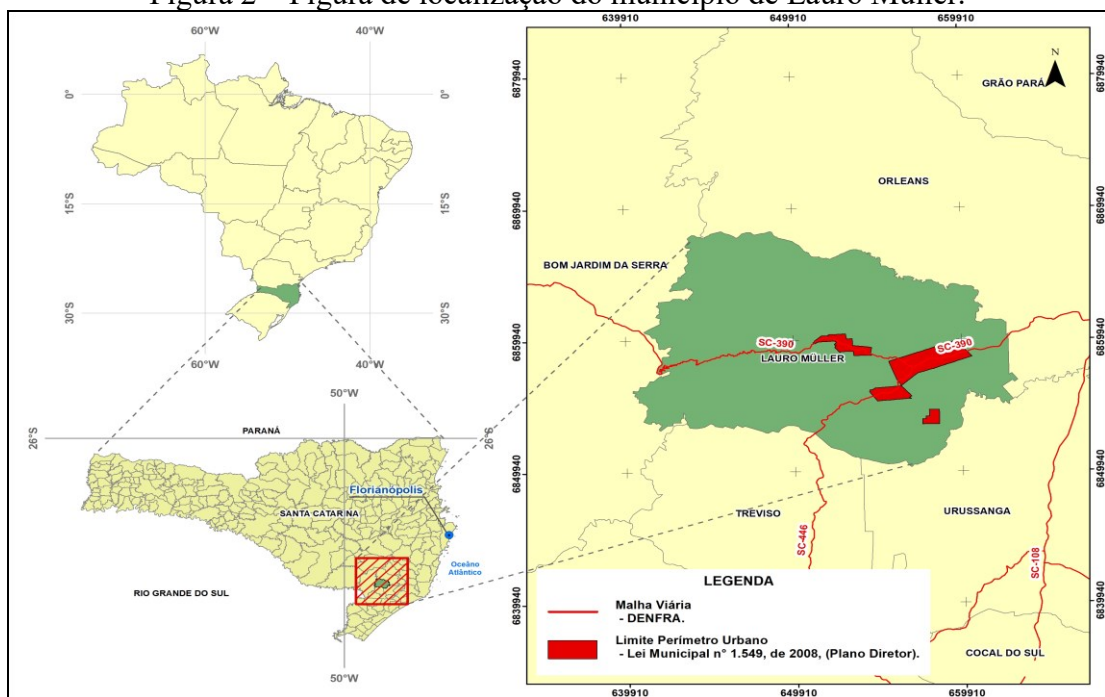 Figura 2 – Figura de localização do município de Lauro Müller.
60°W 40°W
0° 0°
15°S 15°S
30°S 30°S
60°W 40°W
50°W
26°S 26°S
PARANÁ
Florianópolis
SANTA CATARINA
Oceâno
Atlântico
RIO GRANDE DO SUL
50°W
639910 649910 659910
6879940 6879940
N
GRÃO PARÁ
ORLEANS
6869940 6869940
BOM JARDIM DA SERRA
6859940 6859940
SC-390 SC-390
LAURO MÜLLER
6849940 6849940
TREVISO
URUSSANGA
SC-446
SC-108
6839940 6839940
LEGENDA
Malha Viária
- DENFRA.
Limite Perímetro Urbano
- Lei Municipal n° 1.549, de 2008, (Plano Diretor).
COCAL DO SUL
639910 649910 659910